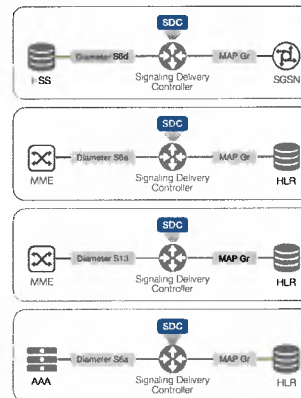 SDC
Diameter S6d
MAP Gr
HSS
Signaling Delivery
Controller
SGSN
SDC
Diameter S6a
MAP Gr
MME
Signaling Delivery
Controller
HLR
SDC
Diameter S13
MAP Gr
MME
Signaling Delivery
Controller
HLR
SDC
Diameter S6a
MAP Gr
AAA
Signaling Delivery
Controller
HLR